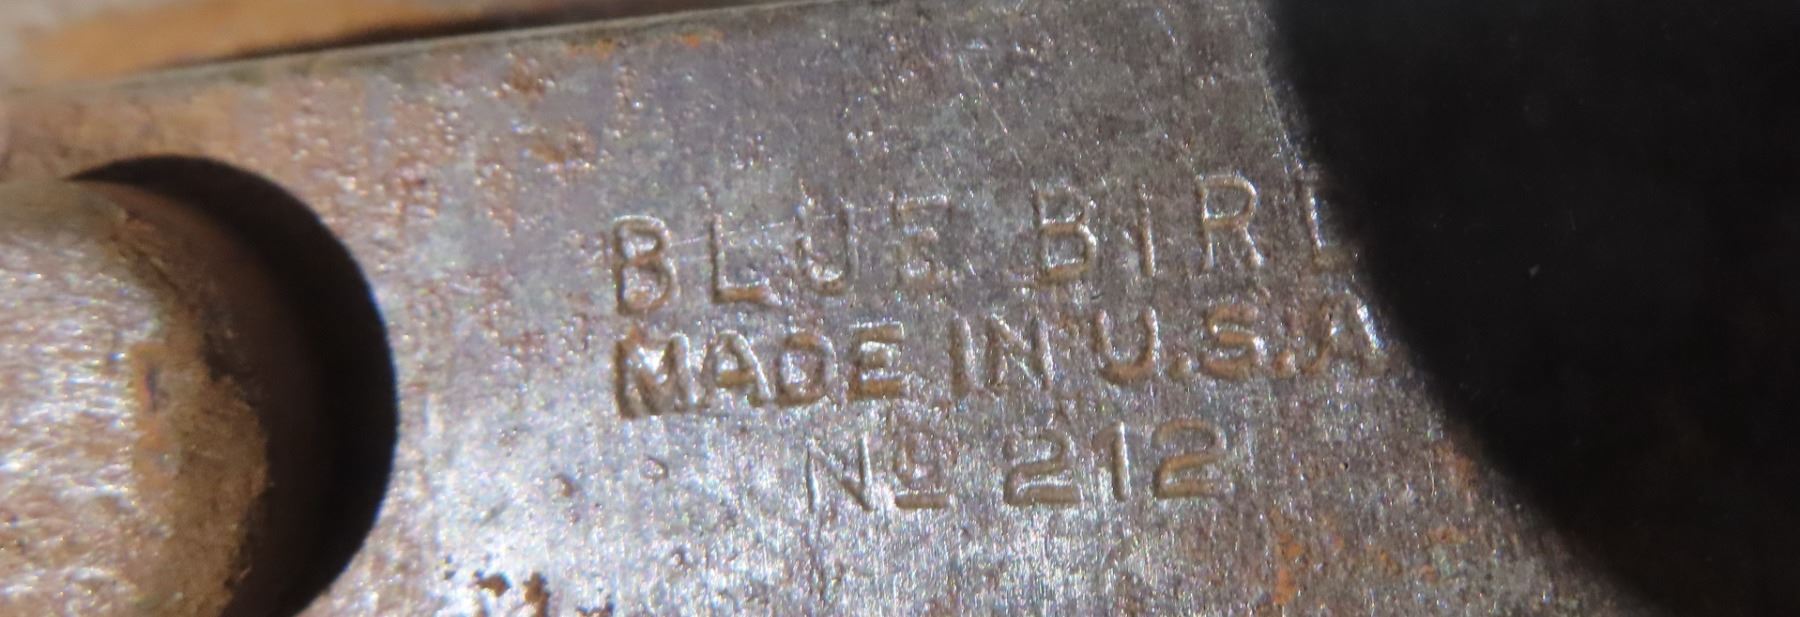 BLUE BIRD
MADE IN U.S.A
Nº 212